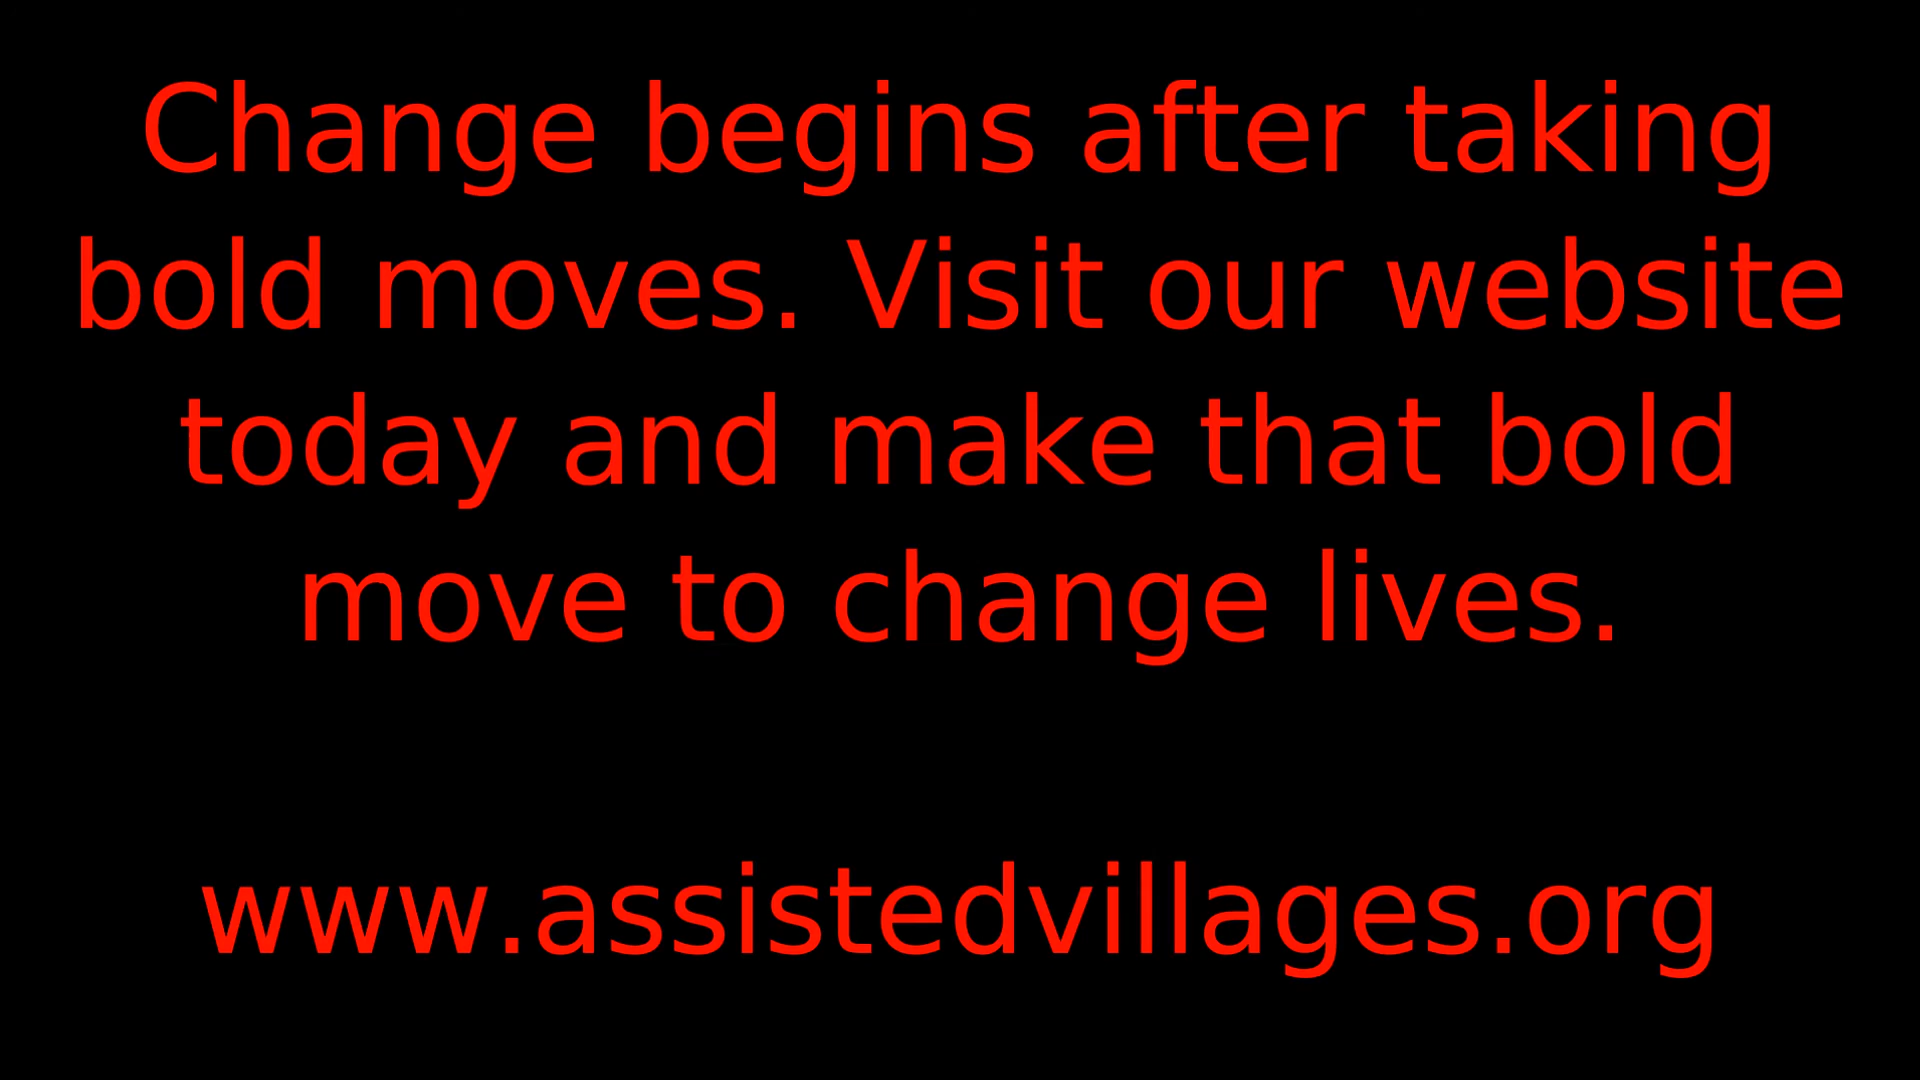 Change begins after taking
bold moves. Visit our website
today and make that bold
move to change lives.
www.assistedvillages.org